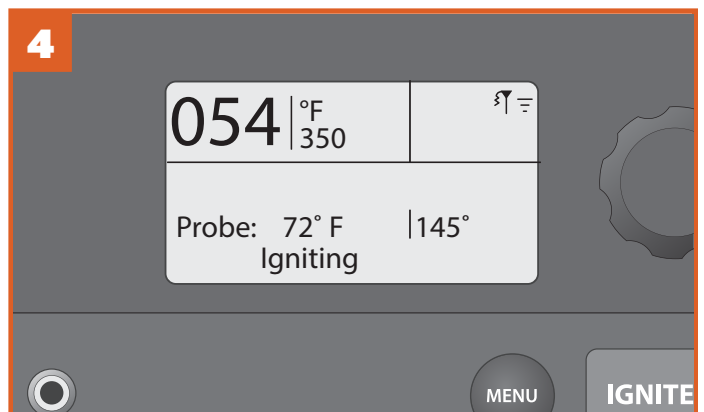 4
054 °F
350
Probe: 72° F 145°
Igniting
MENU IGNITE